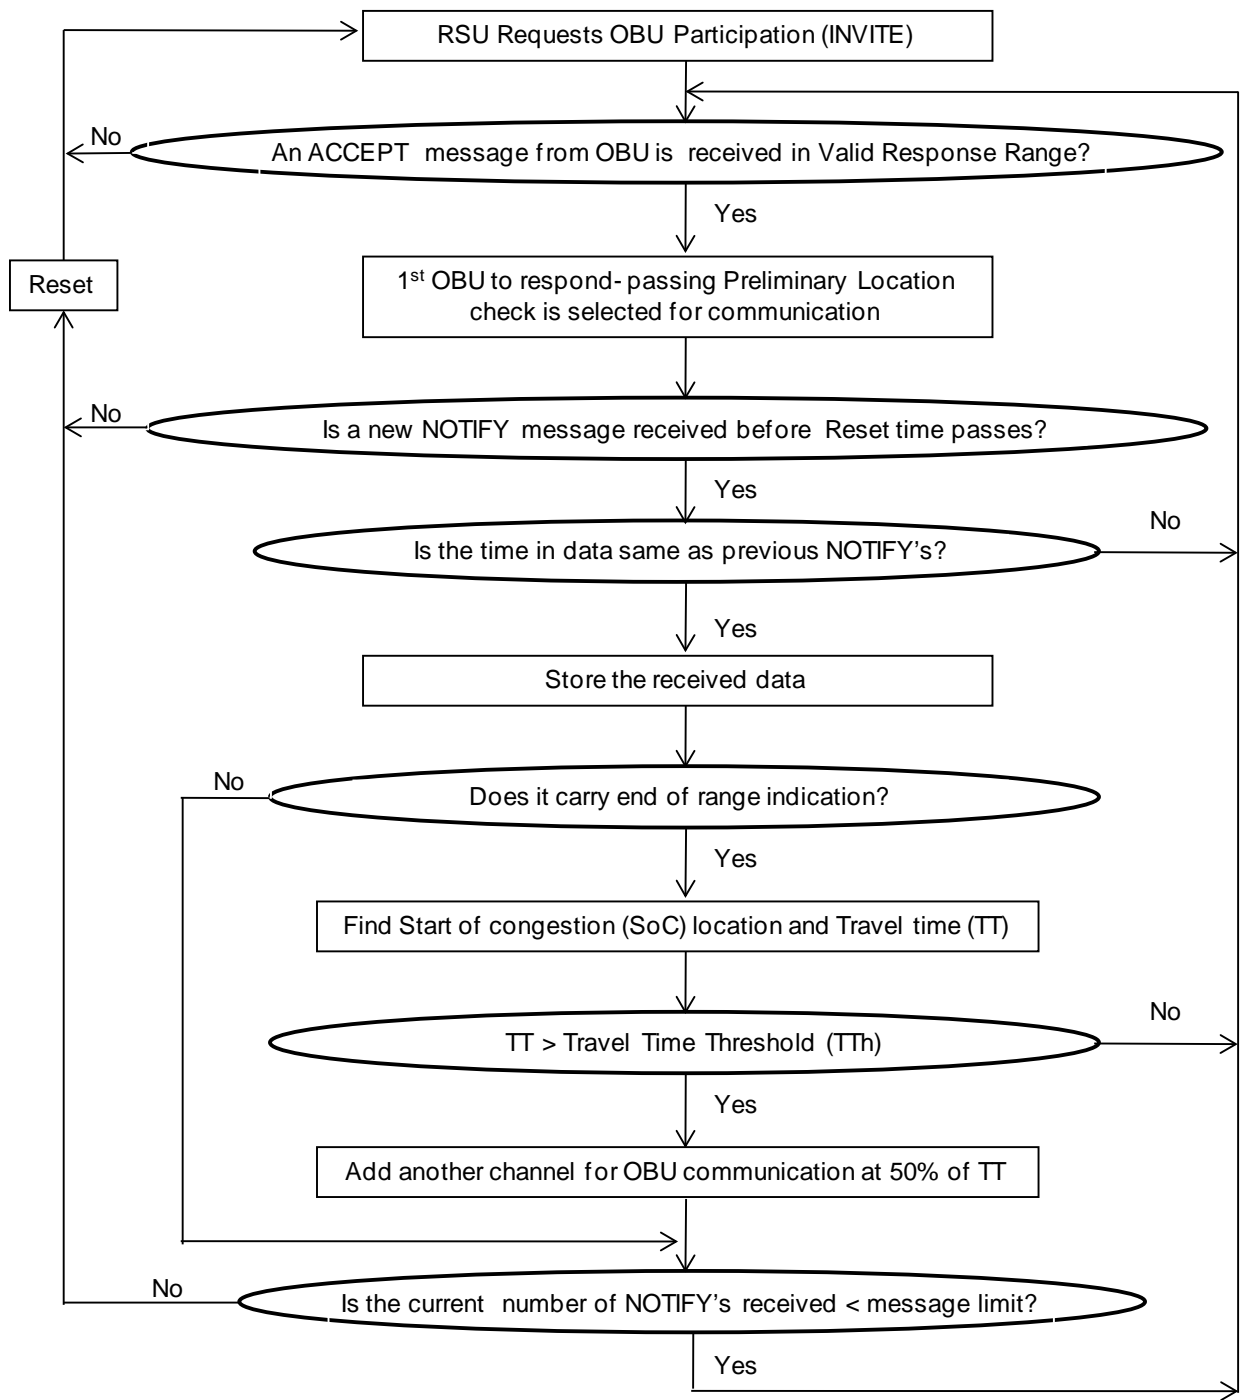 RSU Requests OBU Participation (INVITE)
No
An ACCEPT message from OBU is received in Valid Response Range?
Yes
Reset
1st OBU to respond- passing Preliminary Location
check is selected for communication
No
Is a new NOTIFY message received before Reset time passes?
Yes
No
Is the time in data same as previous NOTIFY's?
Yes
Store the received data
No
Does it carry end of range indication?
Yes
Find Start of congestion (SoC) location and Travel time (TT)
No
TT > Travel Time Threshold (TTh)
Yes
Add another channel for OBU communication at 50% of TT
No
Is the current number of NOTIFY's received < message limit?
Yes